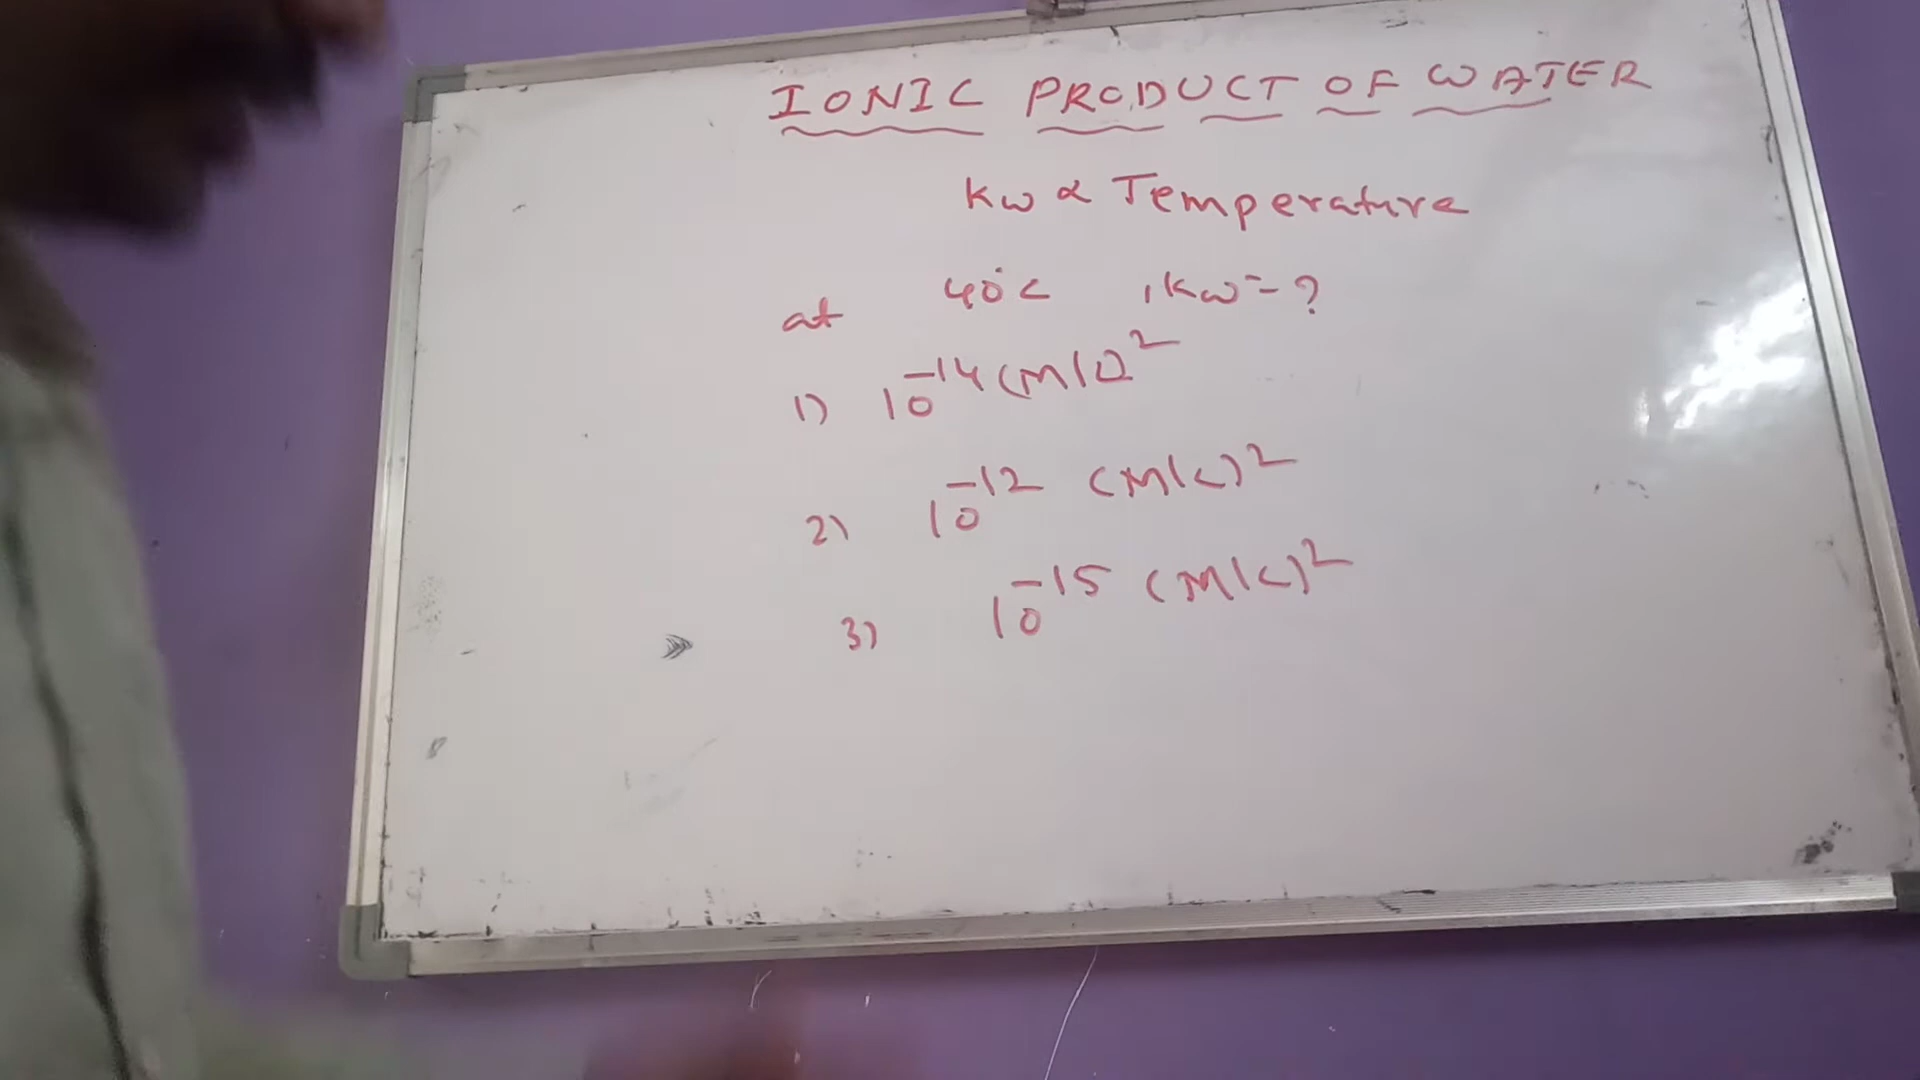 IONIC PRODUCT OF WATER
Kw ∝ Temperature
at 40°C , Kw = ?
1) 10^-14 (M/L)^2
2) 10^-12 (M/L)^2
3) 10^-15 (M/L)^2